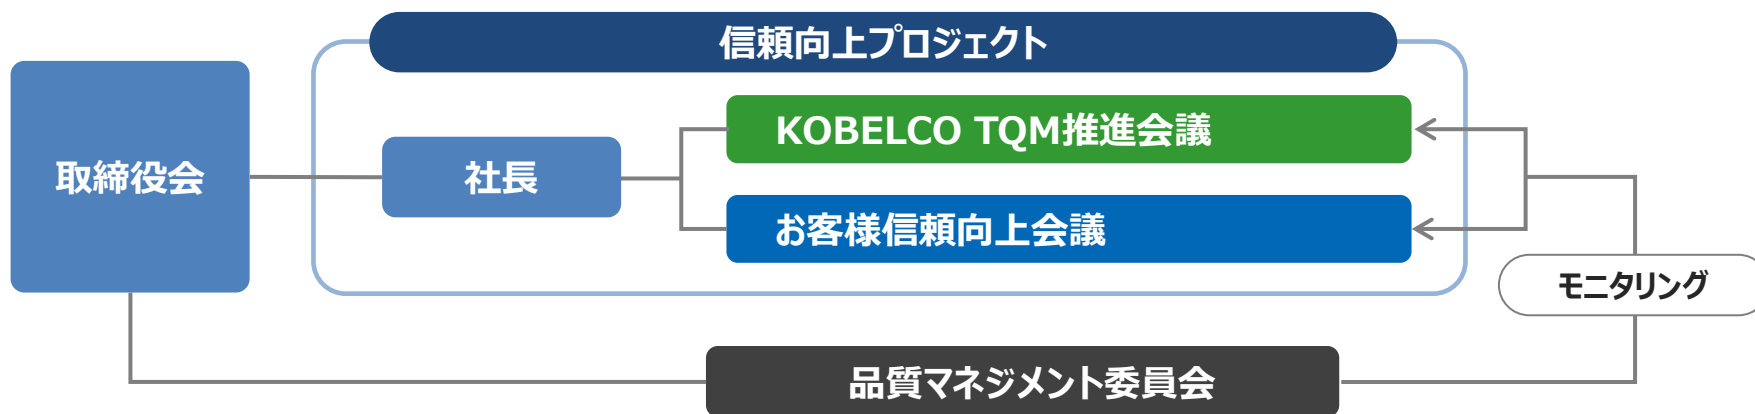 信頼向上プロジェクト
取締役会
社長
KOBELCO TQM推進会議
お客様信頼向上会議
モニタリング
品質マネジメント委員会